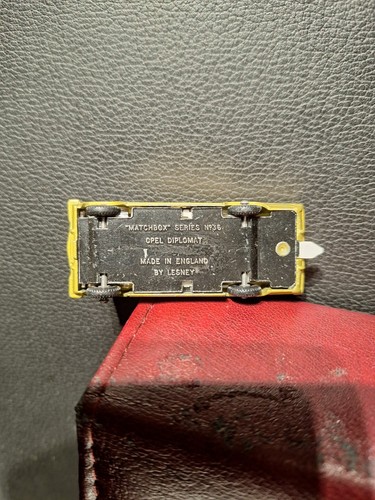 "MATCHBOX" SERIES Nº36
OPEL DIPLOMAT
MADE IN ENGLAND
BY LESNEY